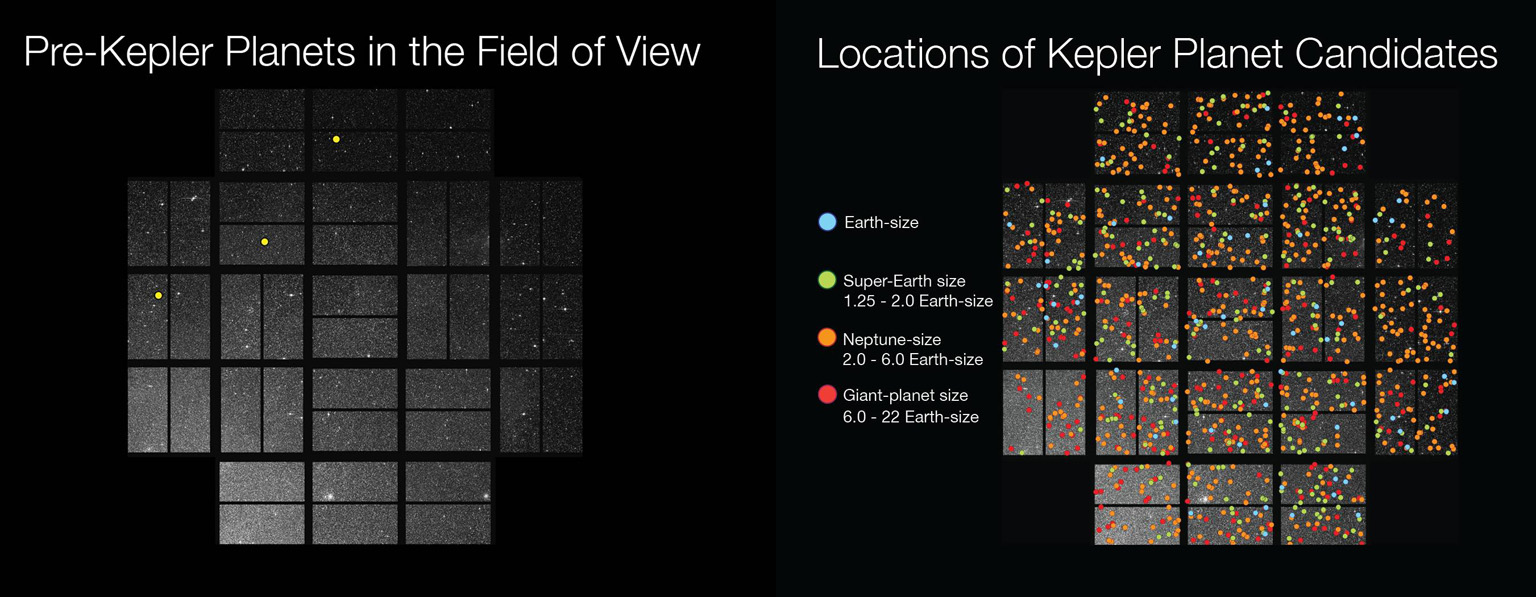 Pre-Kepler Planets in the Field of View
Locations of Kepler Planet Candidates
Earth-size
Super-Earth size
1.25 - 2.0 Earth-size
Neptune-size
2.0 - 6.0 Earth-size
Giant-planet size
6.0 - 22 Earth-size